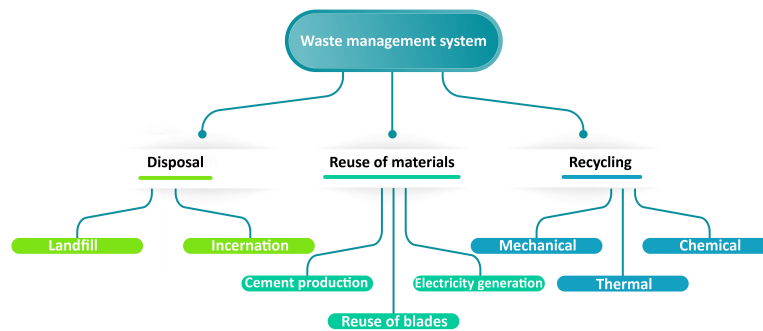 Waste management system
Disposal
Reuse of materials
Recycling
Landfill
Incernation
Mechanical
Chemical
Cement production
Electricity generation
Thermal
Reuse of blades